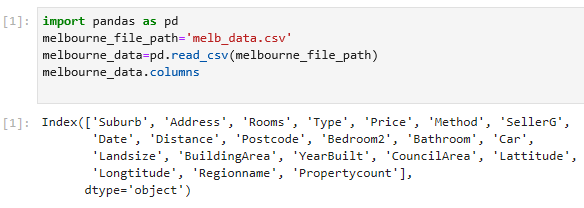 [1]: import pandas as pd
melbourne_file_path='melb_data.csv'
melbourne_data=pd.read_csv(melbourne_file_path)
melbourne_data.columns
[1]: Index(['Suburb', 'Address', 'Rooms', 'Type', 'Price', 'Method', 'SellerG',
'Date', 'Distance', 'Postcode', 'Bedroom2', 'Bathroom', 'Car',
'Landsize', 'BuildingArea', 'YearBuilt', 'CouncilArea', 'Lattitude',
'Longtitude', 'Regionname', 'Propertycount'],
dtype='object')